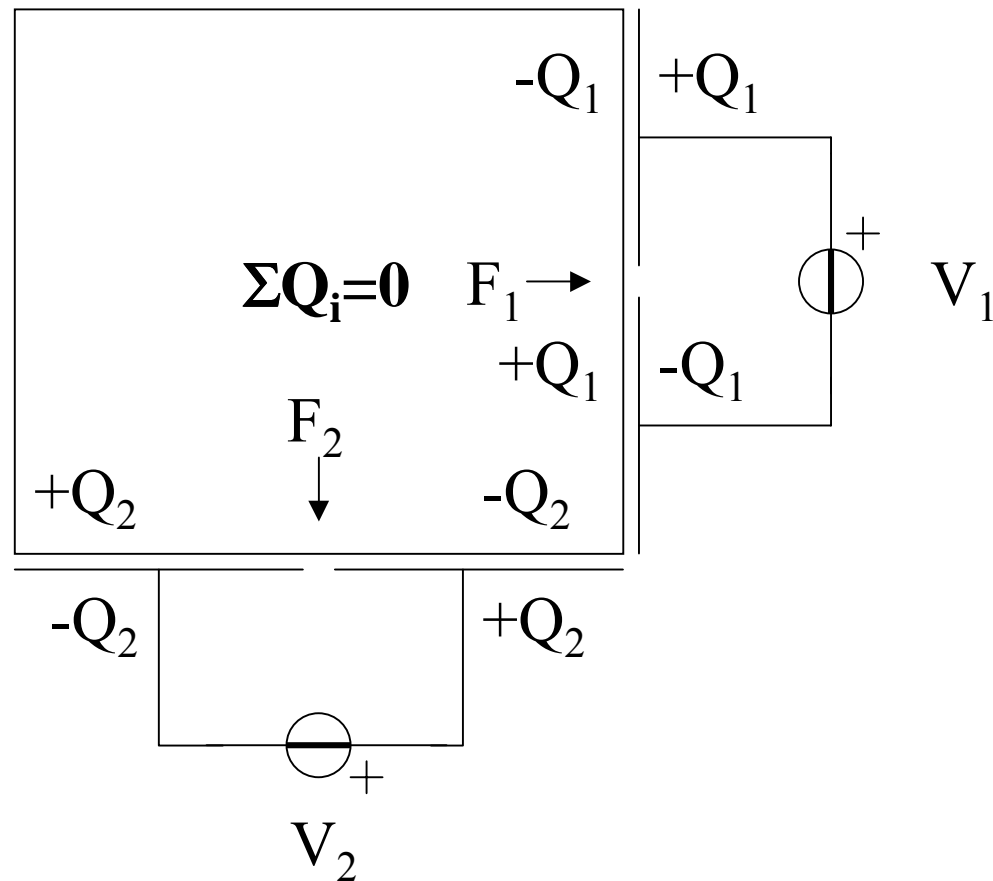 -Q₁ +Q₁
+
ΣQᵢ=0 F₁ V₁
+Q₁ -Q₁
F₂
+Q₂ -Q₂
-Q₂ +Q₂
+
V₂